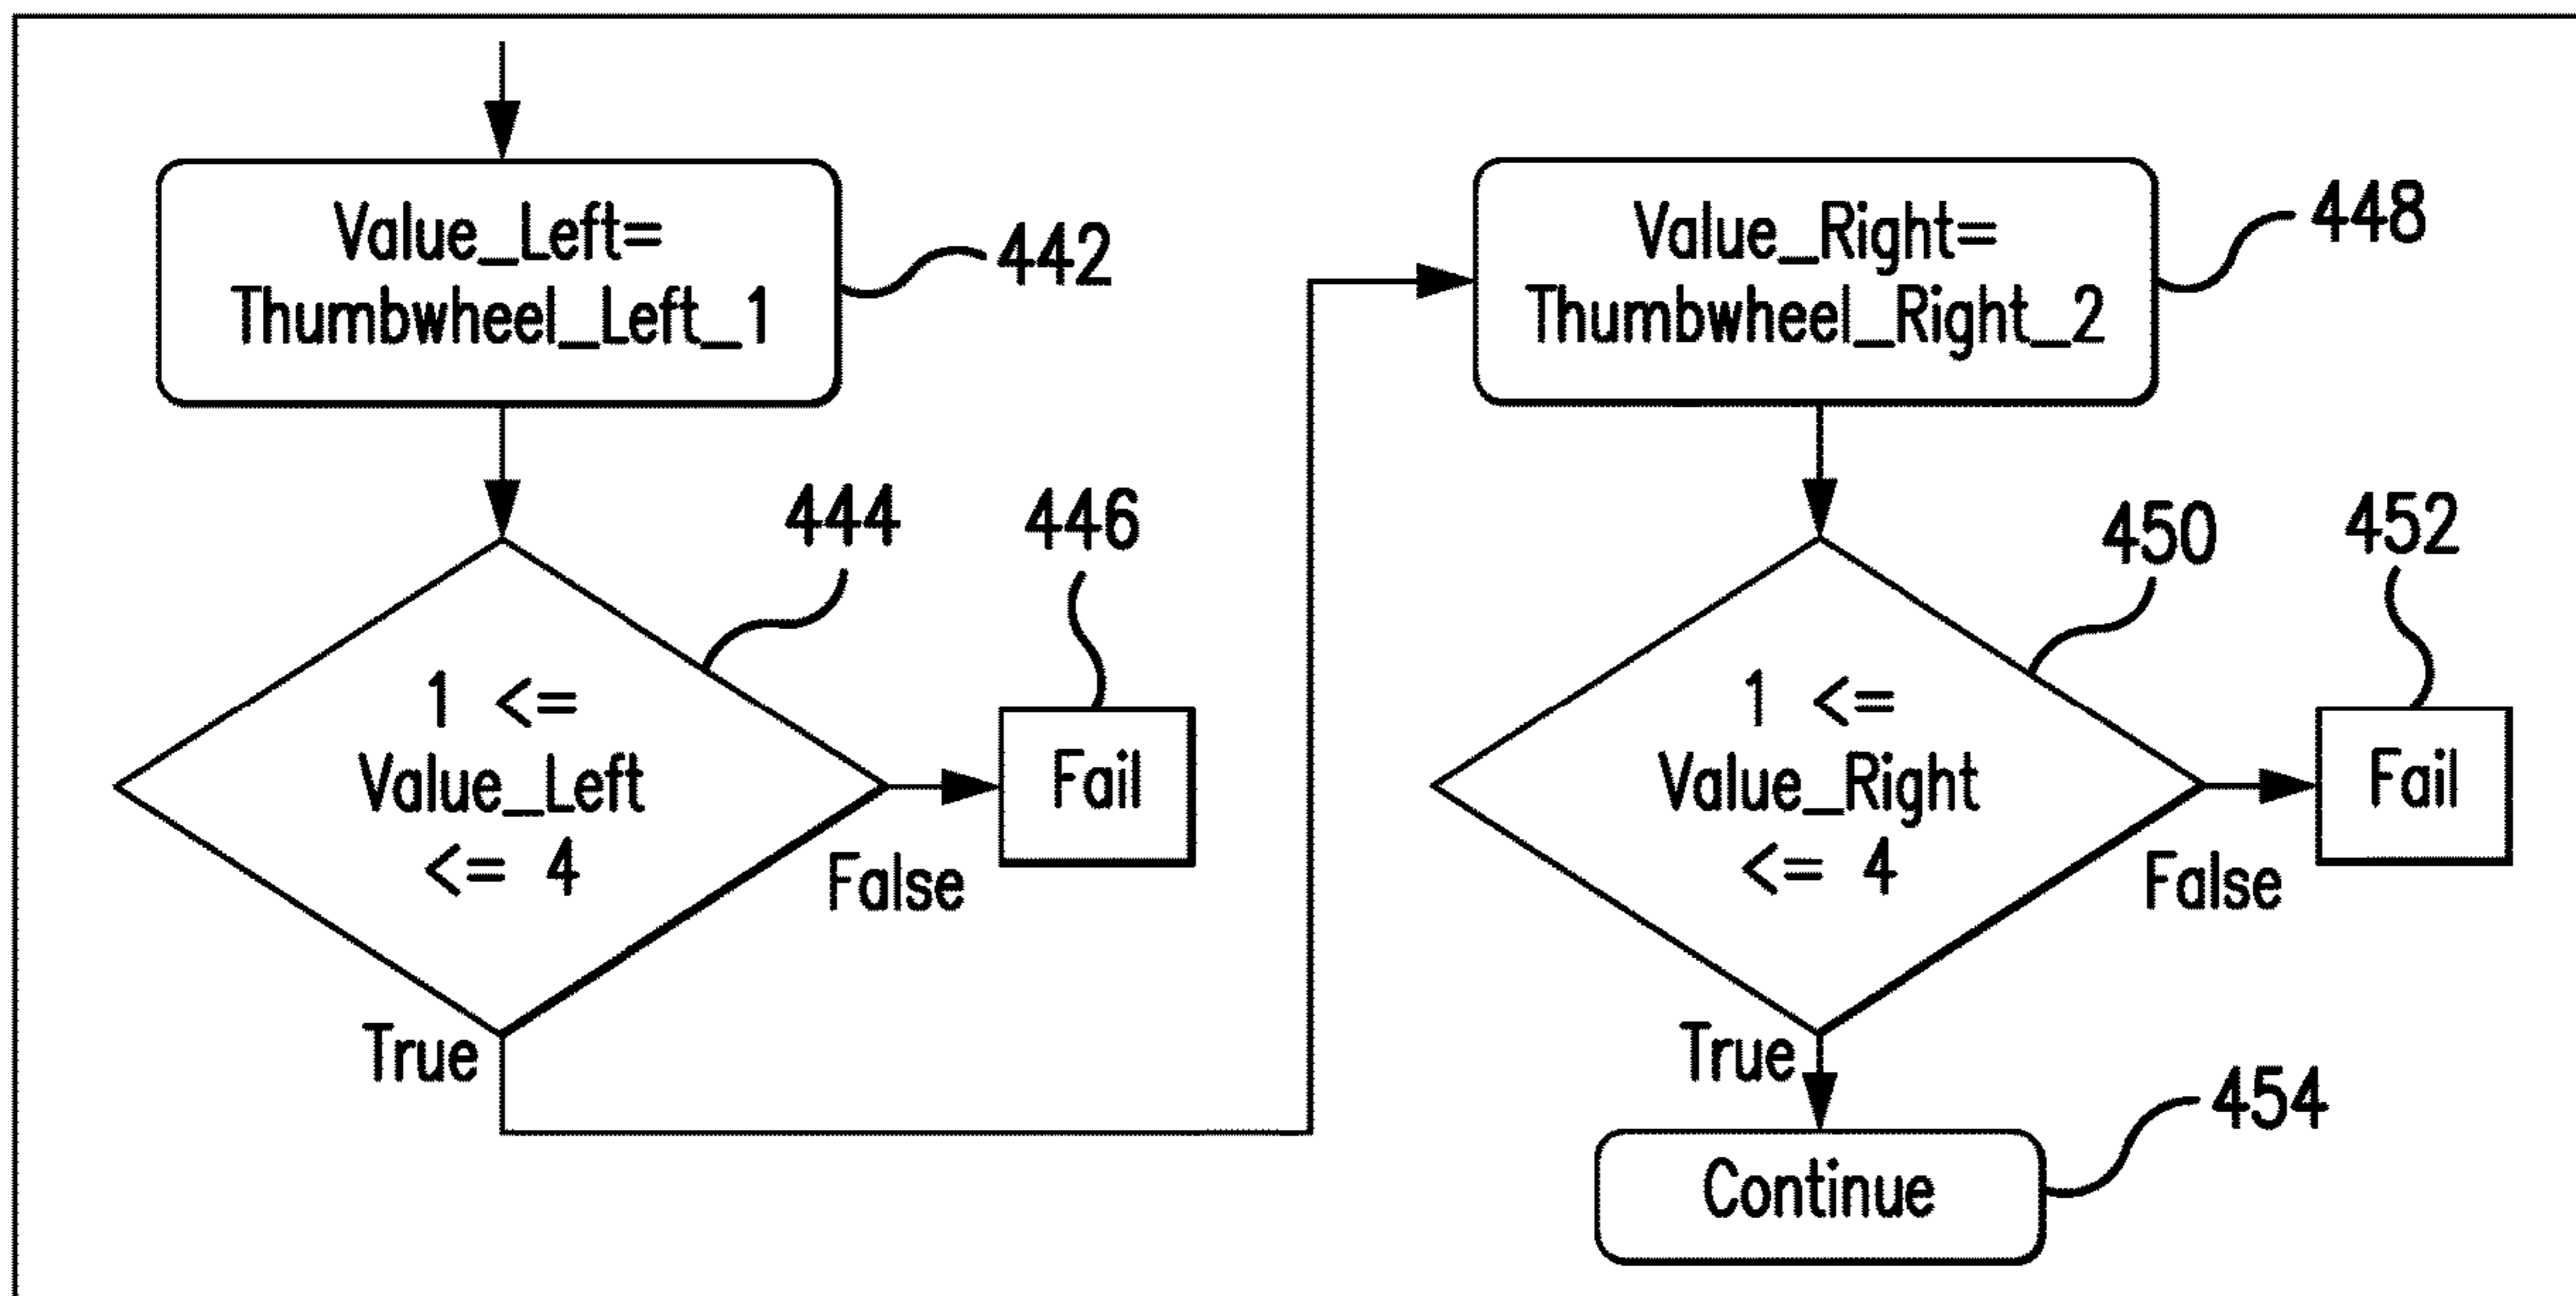 Value_Left=
Thumbwheel_Left_1
442
444
1 <=
Value_Left
<= 4
True
False
446
Fail
Value_Right=
Thumbwheel_Right_2
448
450
1 <=
Value_Right
<= 4
False
452
Fail
True
Continue
454